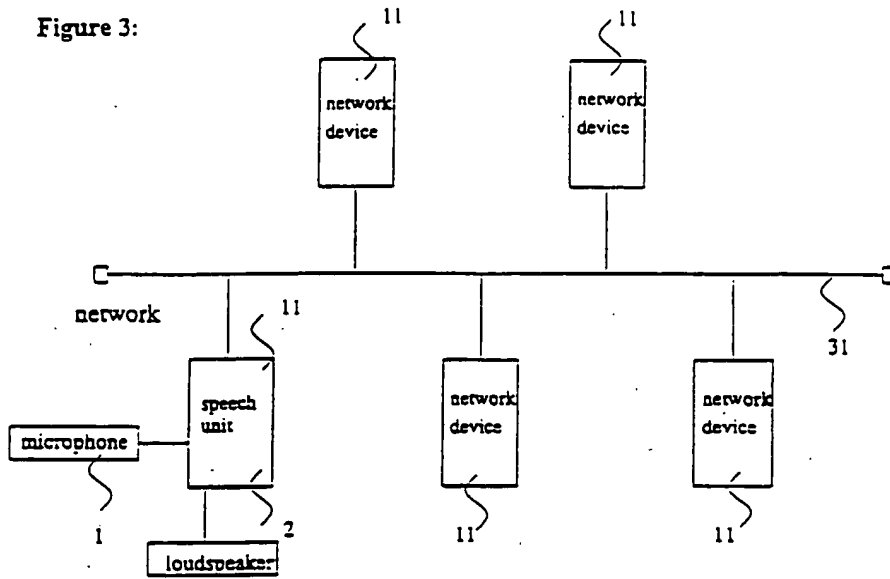 Figure 3:
11
11
network
device
network
device
network
11
31
speech
unit
network
device
network
device
microphone
1
2
11
11
loudspeaker